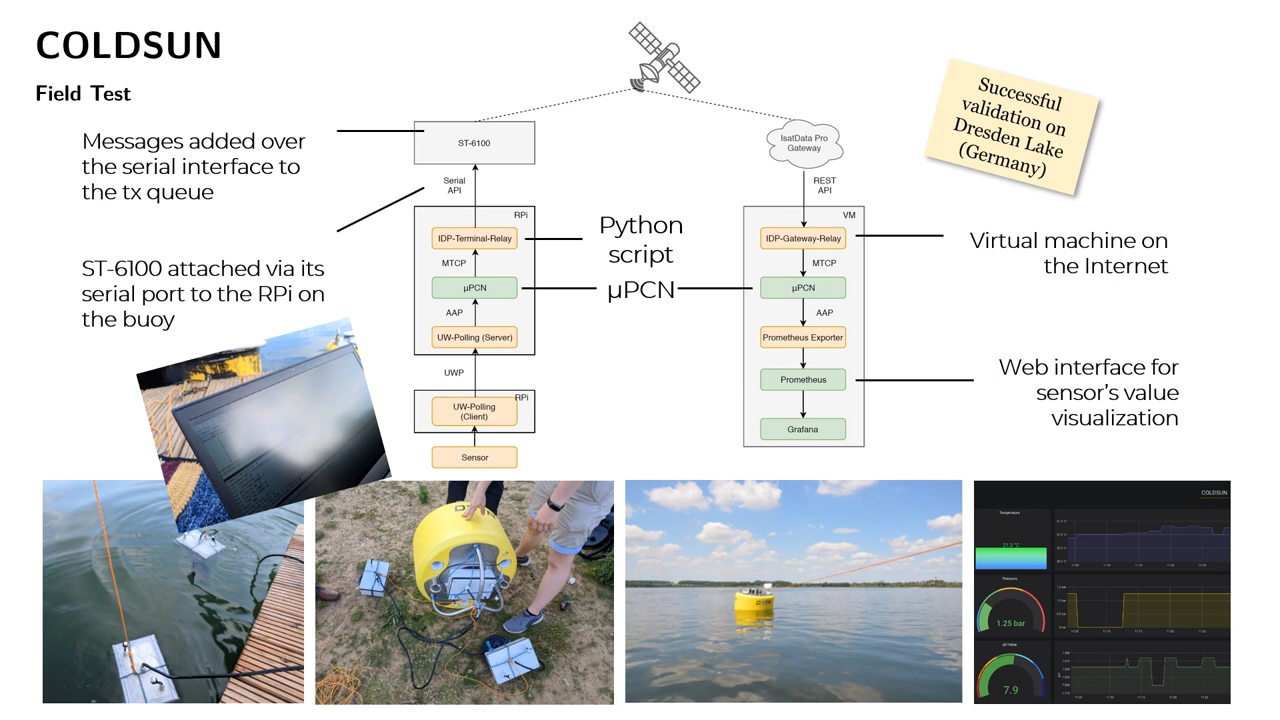 COLDSUN
Field Test
Messages added over
the serial interface to
the tx queue
ST-6100 attached via its
serial port to the RPi on
the buoy
ST-6100
Serial
API
RPi
IDP-Terminal-Relay
MTCP
µPCN
AAP
UW-Polling (Server)
UWP
RPi
UW-Polling
(Client)
Sensor
Python
script
µPCN
IsatData Pro
Gateway
REST
API
VM
IDP-Gateway-Relay
MTCP
µPCN
AAP
Prometheus Exporter
Prometheus
Grafana
Successful
validation on
Dresden Lake
(Germany)
Virtual machine on
the Internet
Web interface for
sensor's value
visualization
COLDSUN
Temperature
21.3 °C
Pressure
1.25 bar
pH Value
7.9